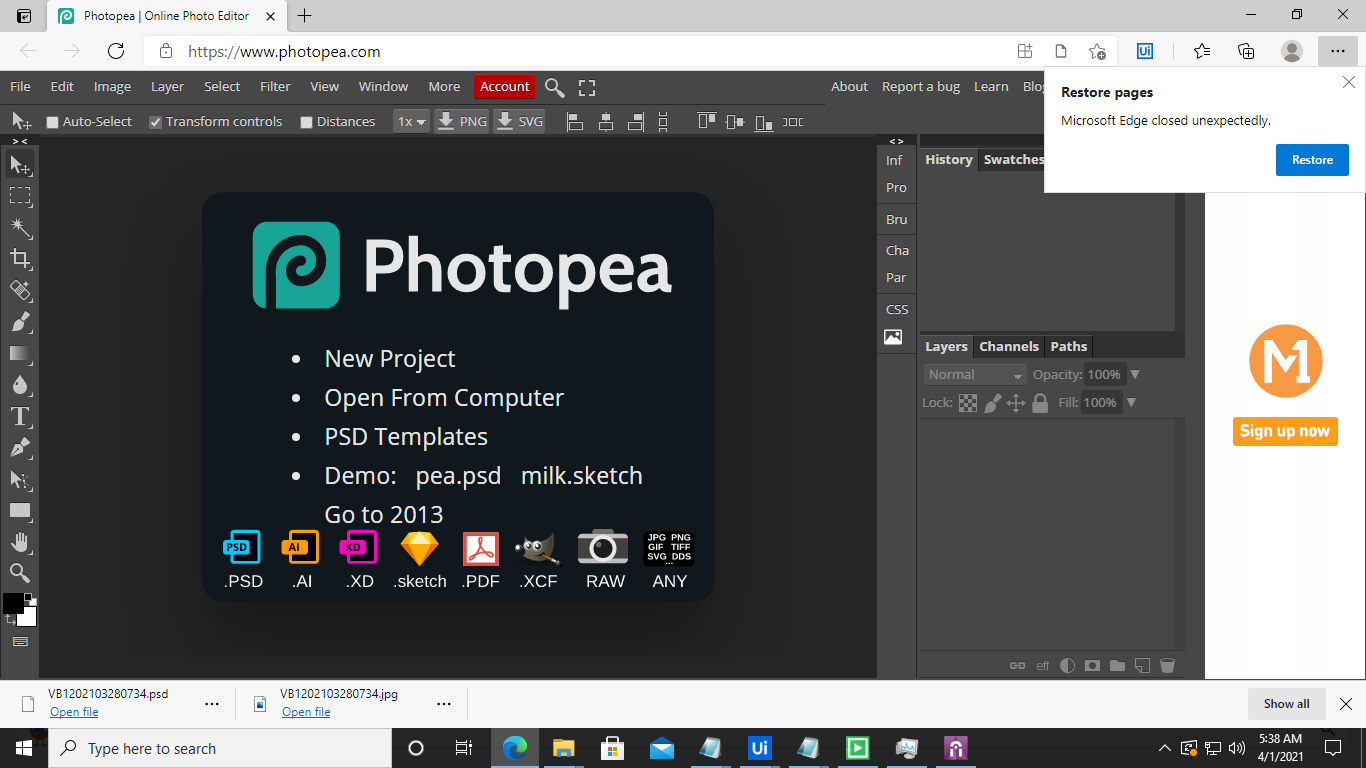 Photopea | Online Photo Editor
https://www.photopea.com
File Edit Image Layer Select Filter View Window More Account About Report a bug Learn Blog
Restore pages
Microsoft Edge closed unexpectedly.
Restore
Auto-Select Transform controls Distances 1x PNG SVG
> <
< >
Inf
Pro
Bru
Cha
Par
CSS
History Swatches
Photopea
• New Project
• Open From Computer
• PSD Templates
• Demo: pea.psd milk.sketch
Go to 2013
PSD AI XD
JPG PNG
GIF TIFF
SVG DDS
...
.PSD .AI .XD .sketch .PDF .XCF RAW ANY
Layers Channels Paths
Normal Opacity: 100%
Lock: Fill: 100%
eff
M1
Sign up now
VB1202103280734.psd
Open file
VB1202103280734.jpg
Open file
Show all
Type here to search
Ui
5:38 AM
4/1/2021